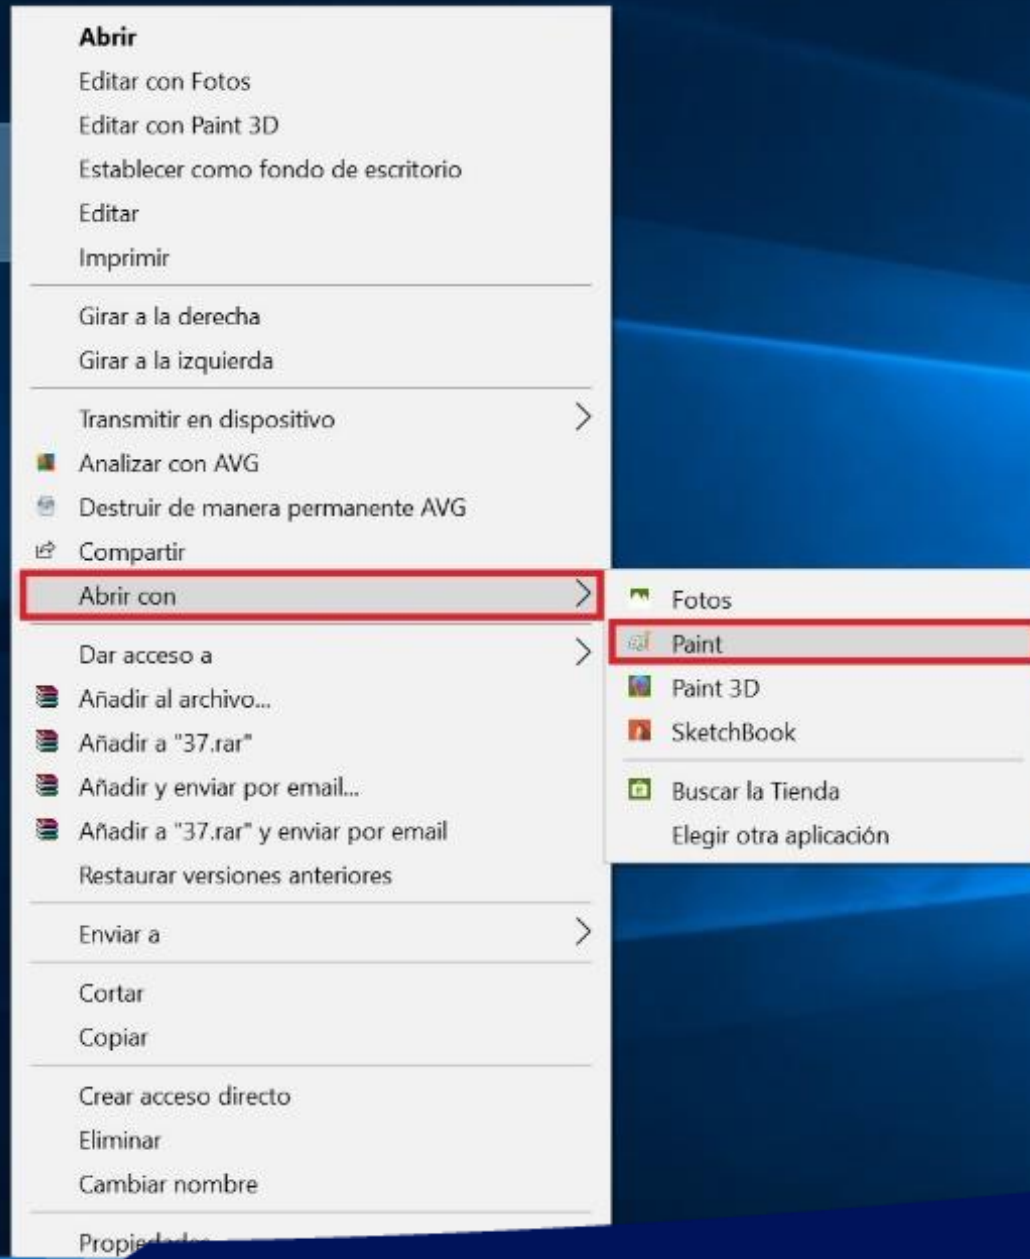 Abrir
Editar con Fotos
Editar con Paint 3D
Establecer como fondo de escritorio
Editar
Imprimir
Girar a la derecha
Girar a la izquierda
Transmitir en dispositivo
Analizar con AVG
Destruir de manera permanente AVG
Compartir
Abrir con
Dar acceso a
Añadir al archivo...
Añadir a "37.rar"
Añadir y enviar por email...
Añadir a "37.rar" y enviar por email
Restaurar versiones anteriores
Enviar a
Cortar
Copiar
Crear acceso directo
Eliminar
Cambiar nombre
Fotos
Paint
Paint 3D
SketchBook
Buscar la Tienda
Elegir otra aplicación